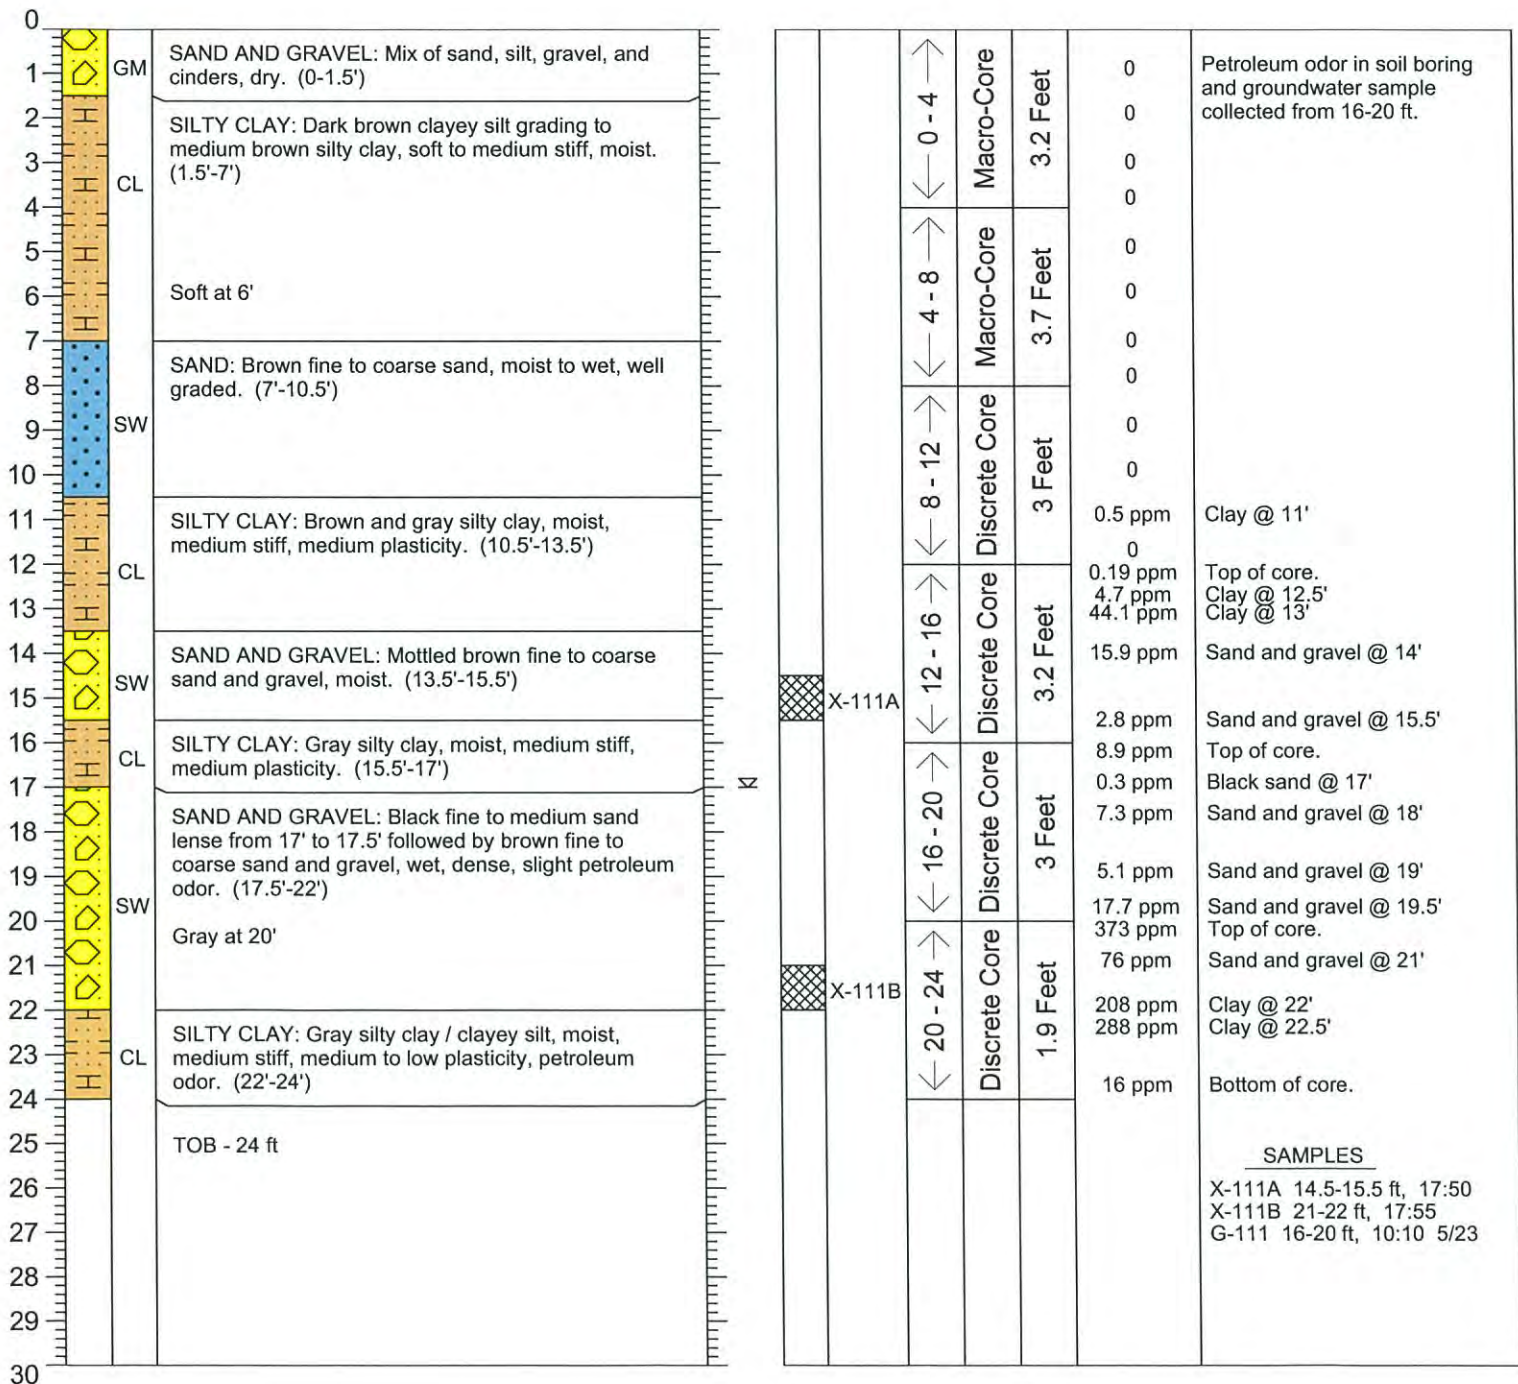 0
1
2
3
4
5
6
7
8
9
10
11
12
13
14
15
16
17
18
19
20
21
22
23
24
25
26
27
28
29
30
GM
CL
SW
CL
SW
CL
SW
CL
SAND AND GRAVEL: Mix of sand, silt, gravel, and
cinders, dry. (0-1.5')
SILTY CLAY: Dark brown clayey silt grading to
medium brown silty clay, soft to medium stiff, moist.
(1.5'-7')
Soft at 6'
SAND: Brown fine to coarse sand, moist to wet, well
graded. (7'-10.5')
SILTY CLAY: Brown and gray silty clay, moist,
medium stiff, medium plasticity. (10.5'-13.5')
SAND AND GRAVEL: Mottled brown fine to coarse
sand and gravel, moist. (13.5'-15.5')
SILTY CLAY: Gray silty clay, moist, medium stiff,
medium plasticity. (15.5'-17')
SAND AND GRAVEL: Black fine to medium sand
lense from 17' to 17.5' followed by brown fine to
coarse sand and gravel, wet, dense, slight petroleum
odor. (17.5'-22')
Gray at 20'
SILTY CLAY: Gray silty clay / clayey silt, moist,
medium stiff, medium to low plasticity, petroleum
odor. (22'-24')
TOB - 24 ft
X-111A
X-111B
0 - 4
4 - 8
8 - 12
12 - 16
16 - 20
20 - 24
Macro-Core
Macro-Core
Discrete Core
Discrete Core
Discrete Core
Discrete Core
3.2 Feet
3.7 Feet
3 Feet
3.2 Feet
3 Feet
1.9 Feet
0
0
0
0
0
0
0
0
0
0
0.5 ppm
0
0.19 ppm
4.7 ppm
44.1 ppm
15.9 ppm
2.8 ppm
8.9 ppm
0.3 ppm
7.3 ppm
5.1 ppm
17.7 ppm
373 ppm
76 ppm
208 ppm
288 ppm
16 ppm
Petroleum odor in soil boring
and groundwater sample
collected from 16-20 ft.
Clay @ 11'
Top of core.
Clay @ 12.5'
Clay @ 13'
Sand and gravel @ 14'
Sand and gravel @ 15.5'
Top of core.
Black sand @ 17'
Sand and gravel @ 18'
Sand and gravel @ 19'
Sand and gravel @ 19.5'
Top of core.
Sand and gravel @ 21'
Clay @ 22'
Clay @ 22.5'
Bottom of core.
SAMPLES
X-111A 14.5-15.5 ft, 17:50
X-111B 21-22 ft, 17:55
G-111 16-20 ft, 10:10 5/23